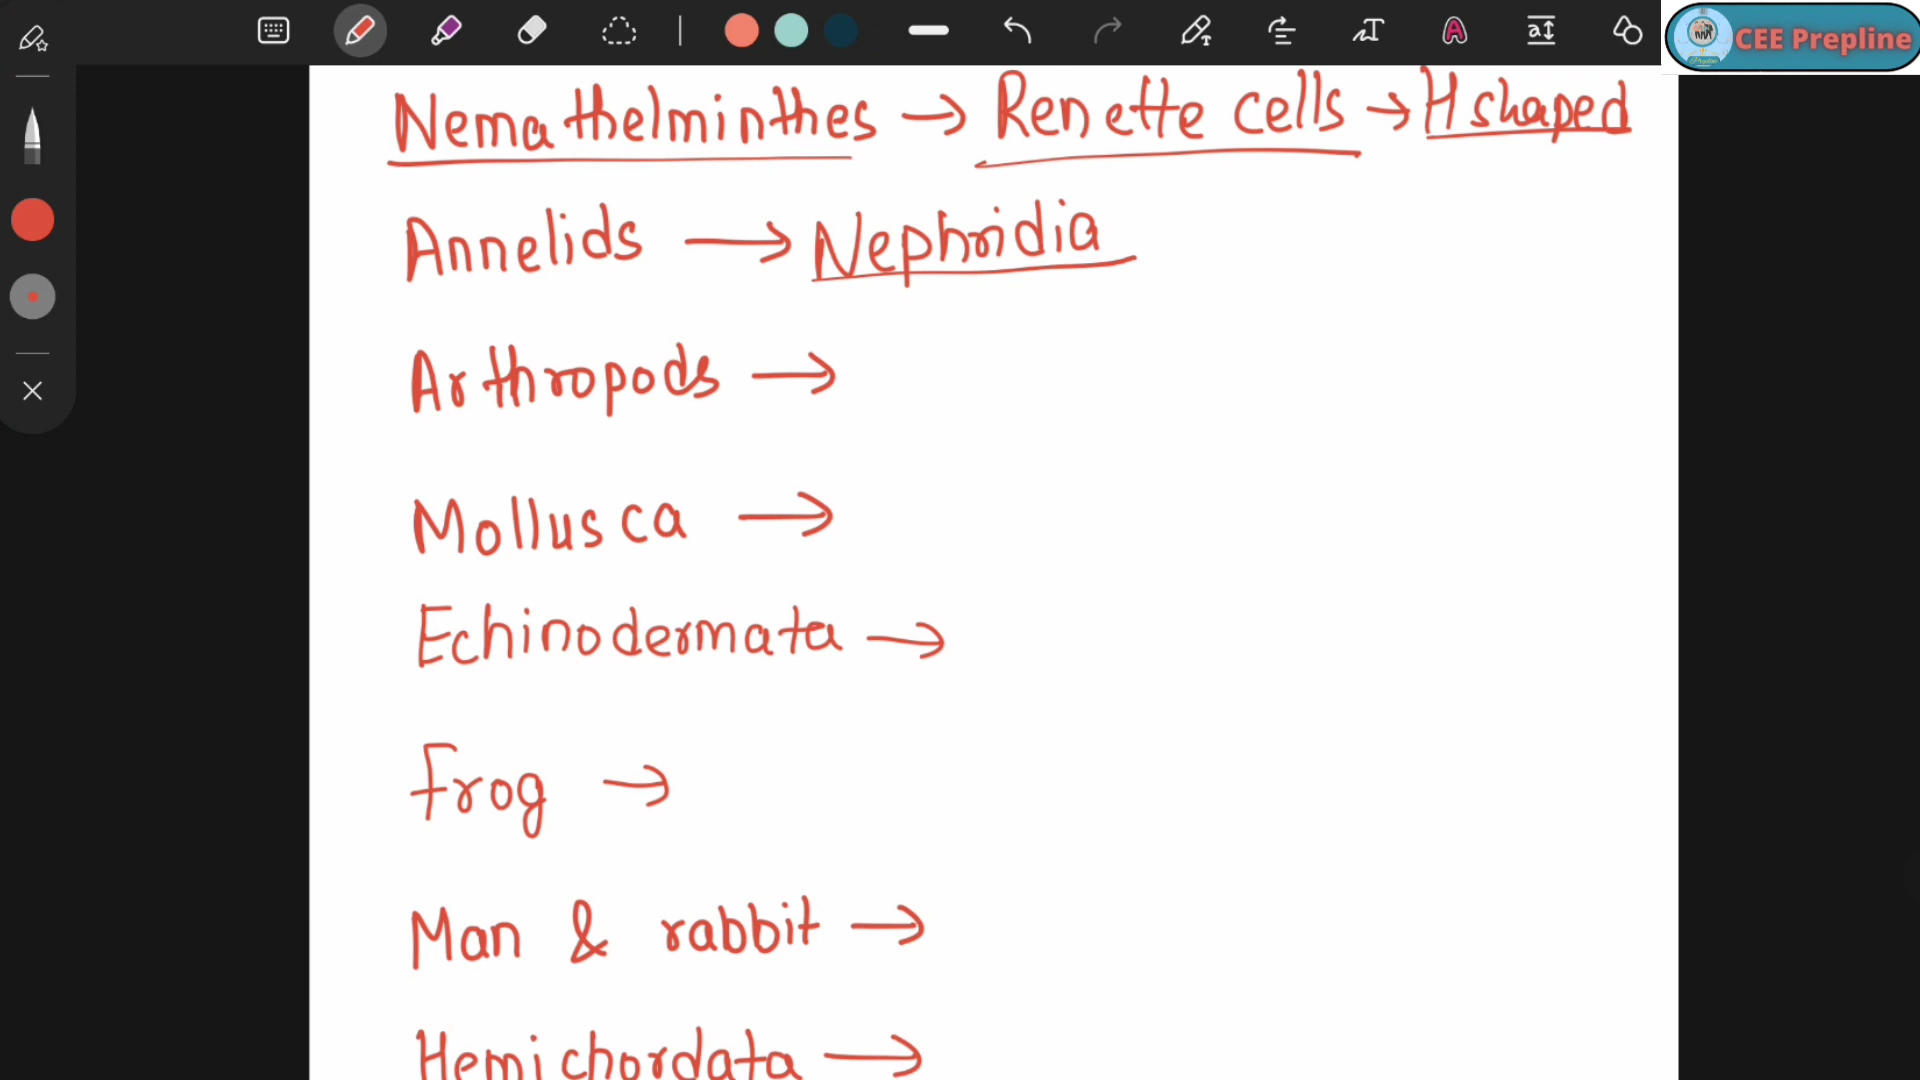 CEE Prepline
Nemathelminthes → Renette cells → H shaped
Annelids → Nephridia
Arthropods →
Mollusca →
Echinodermata →
Frog →
Man & rabbit →
Hemichordata →